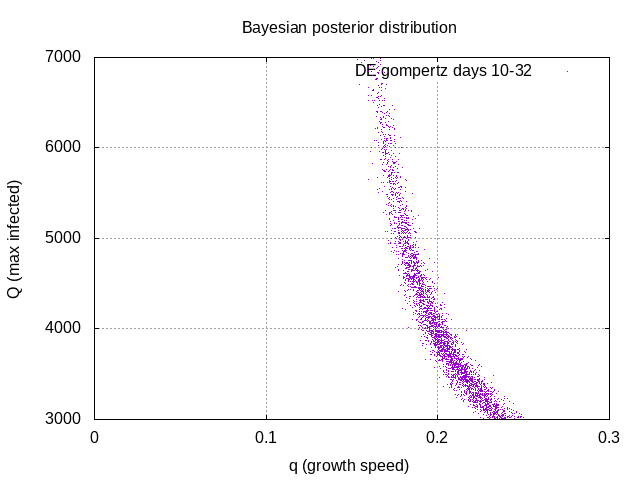 Bayesian posterior distribution
7000
DE gompertz days 10-32
6000
5000
Q (max infected)
4000
3000
0
0.1
0.2
0.3
q (growth speed)